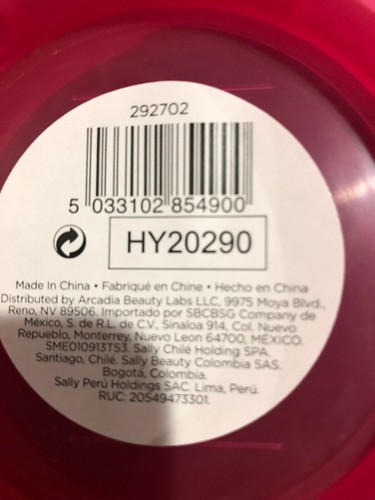 292702
5 033102 854900
HY20290
Made In China • Fabriqué en Chine • Hecho en China
Distributed by Arcadia Beauty Labs LLC, 9975 Moya Blvd.,
Reno, NV 89506. Importado por SBCBSG Company de
México, S. de R.L. de C.V., Sinaloa 914, Col. Nuevo
Repueblo, Monterrey, Nuevo Leon 64700, MÉXICO.
SME010913TS3. Sally Chilé Holding SPA.
Santiago, Chilé. Sally Beauty Colombia SAS.
Bogotá, Colombia.
Sally Perú Holdings SAC. Lima, Perú.
RUC: 20549473301.